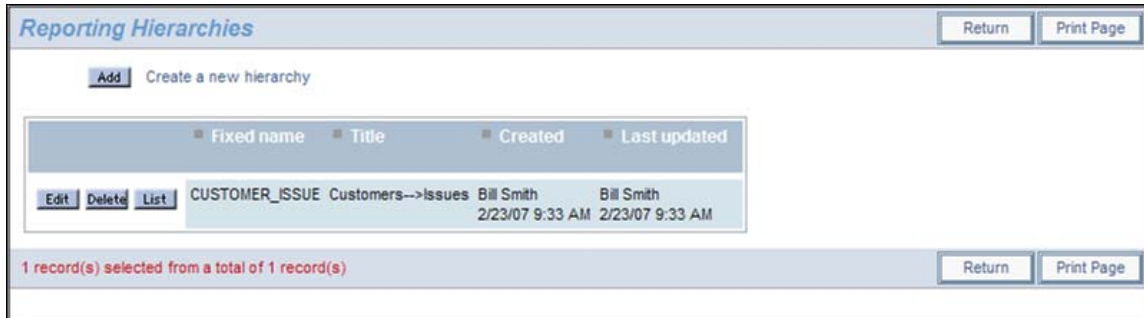 Reporting Hierarchies Return Print Page
Add Create a new hierarchy
Fixed name Title Created Last updated
Edit Delete List CUSTOMER_ISSUE Customers-->Issues Bill Smith Bill Smith
2/23/07 9:33 AM 2/23/07 9:33 AM
1 record(s) selected from a total of 1 record(s) Return Print Page